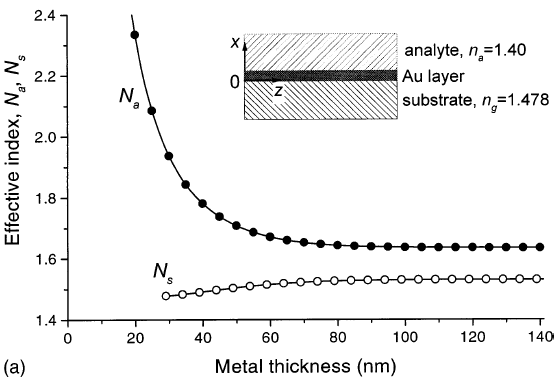 2.4
2.2
2.0
1.8
1.6
1.4
Effective index, Nₐ, Nₛ
Nₐ
Nₛ
x
0
z
analyte, nₐ=1.40
Au layer
substrate, n_g=1.478
0 20 40 60 80 100 120 140
(a) Metal thickness (nm)